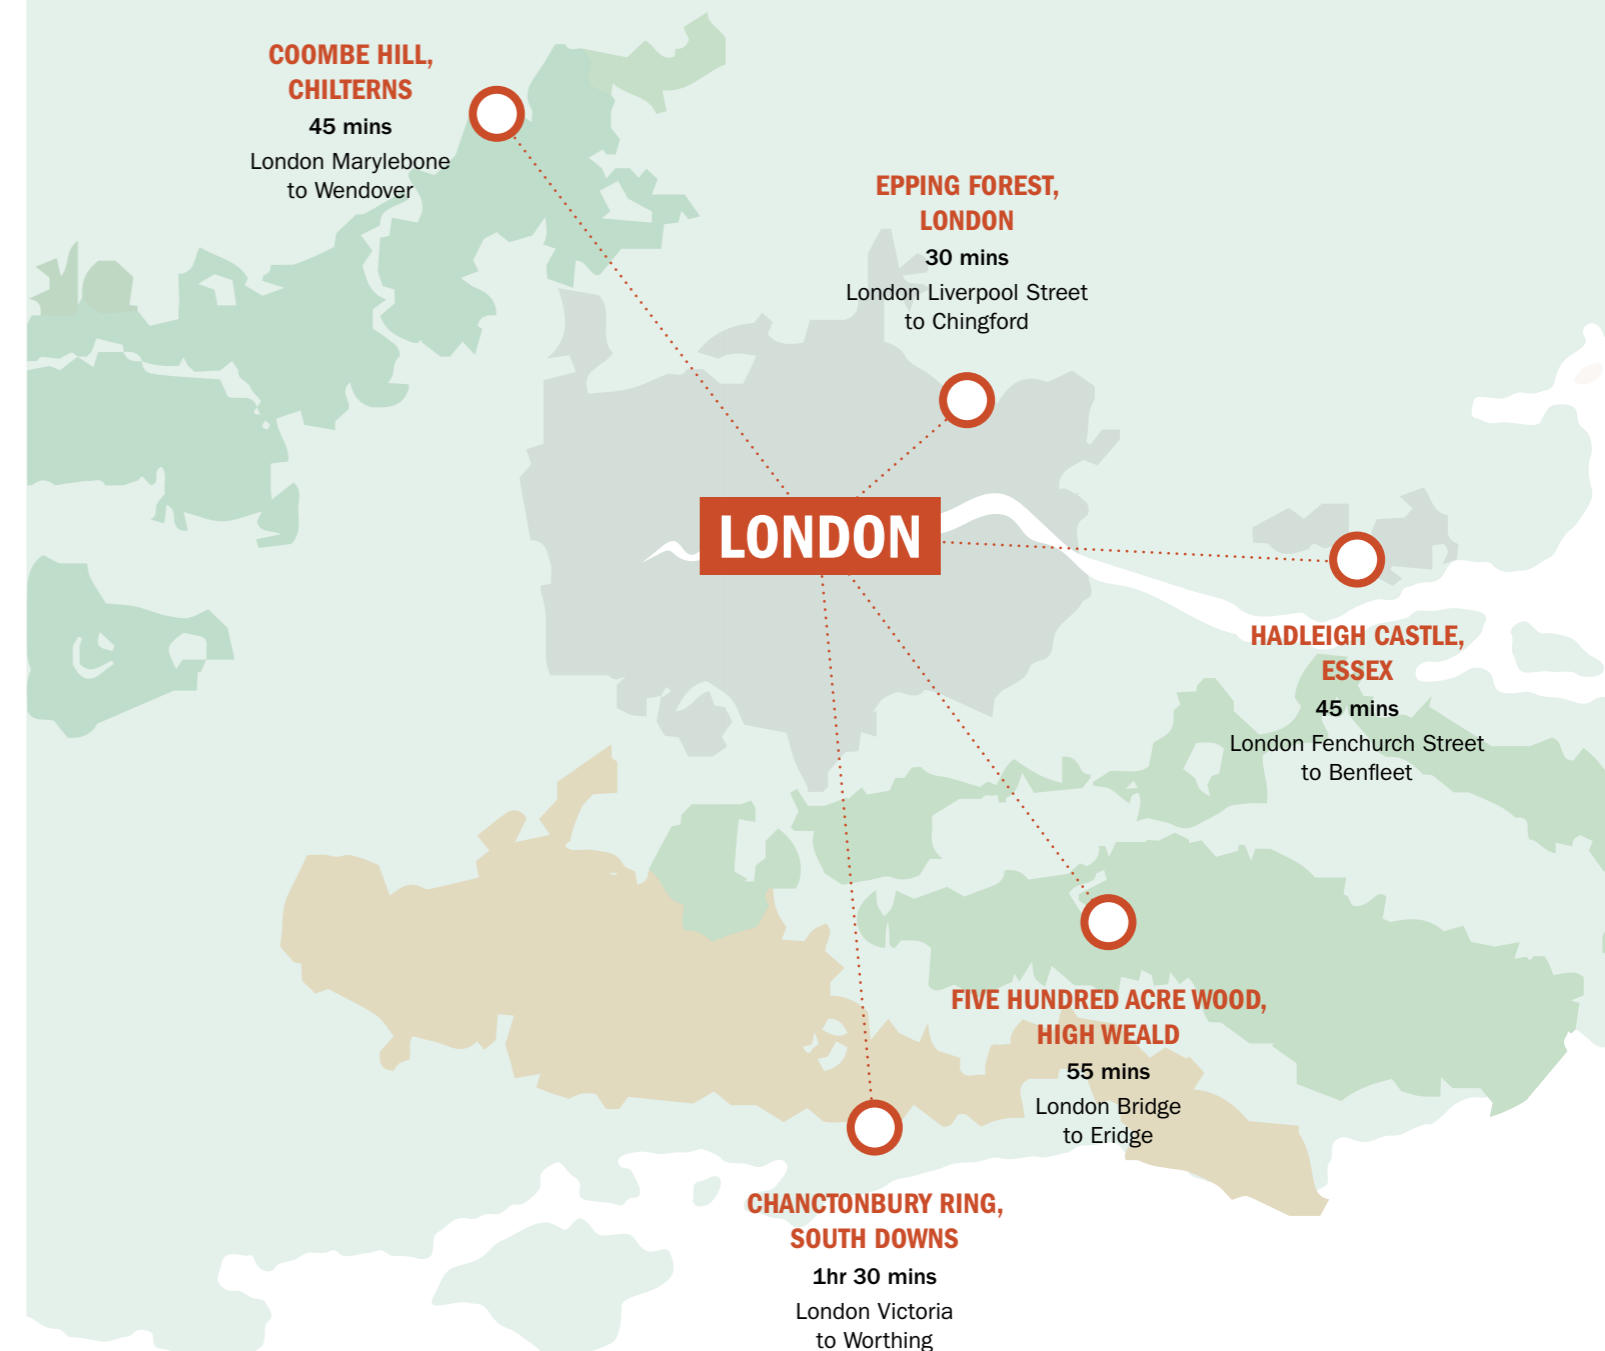 COOMBE HILL,
CHILTERNS
45 mins
London Marylebone
to Wendover
EPPING FOREST,
LONDON
30 mins
London Liverpool Street
to Chingford
LONDON
HADLEIGH CASTLE,
ESSEX
45 mins
London Fenchurch Street
to Benfleet
FIVE HUNDRED ACRE WOOD,
HIGH WEALD
55 mins
London Bridge
to Eridge
CHANCTONBURY RING,
SOUTH DOWNS
1hr 30 mins
London Victoria
to Worthing